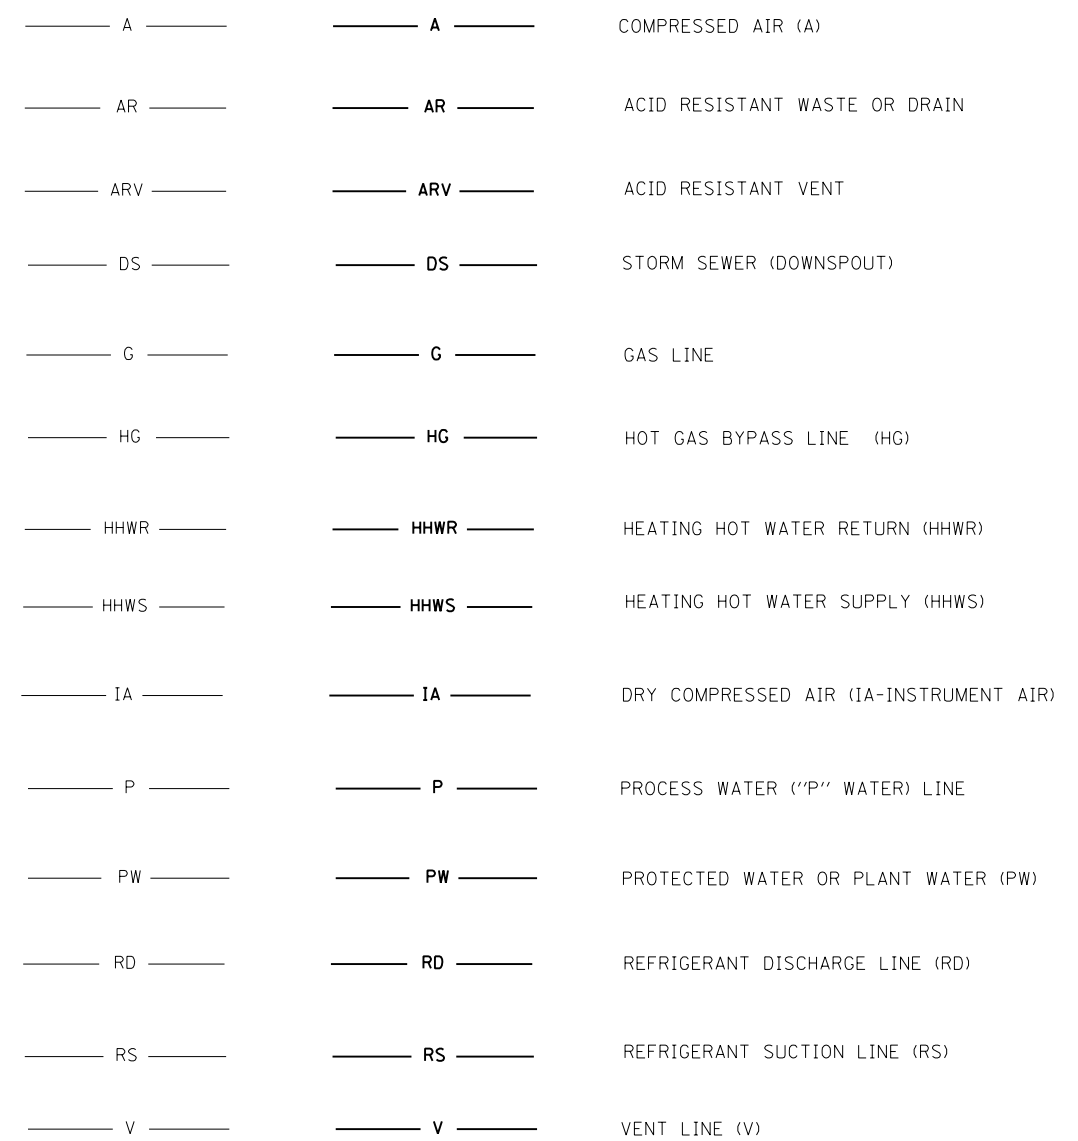 A A COMPRESSED AIR (A)
AR AR ACID RESISTANT WASTE OR DRAIN
ARV ARV ACID RESISTANT VENT
DS DS STORM SEWER (DOWNSPOUT)
G G GAS LINE
HG HG HOT GAS BYPASS LINE (HG)
HHWR HHWR HEATING HOT WATER RETURN (HHWR)
HHWS HHWS HEATING HOT WATER SUPPLY (HHWS)
IA IA DRY COMPRESSED AIR (IA-INSTRUMENT AIR)
P P PROCESS WATER ("P" WATER) LINE
PW PW PROTECTED WATER OR PLANT WATER (PW)
RD RD REFRIGERANT DISCHARGE LINE (RD)
RS RS REFRIGERANT SUCTION LINE (RS)
V V VENT LINE (V)